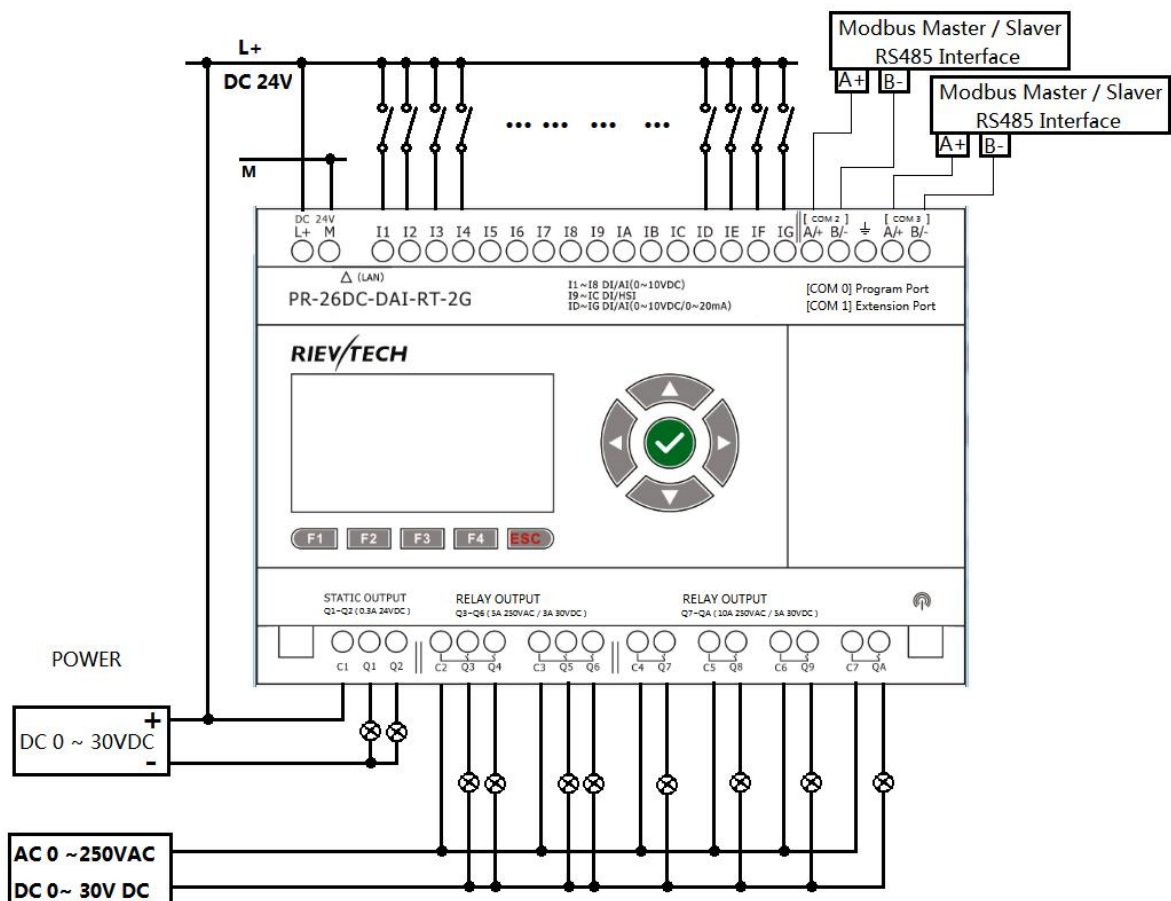 L+
DC 24V
M
Modbus Master / Slaver
RS485 Interface
A+ B-
Modbus Master / Slaver
RS485 Interface
A+ B-
DC 24V
L+ M I1 I2 I3 I4 I5 I6 I7 I8 I9 IA IB IC ID IE IF IG
[ COM 2 ] [ COM 3 ]
A/+ B/- A/+ B/-
(LAN)
PR-26DC-DAI-RT-2G
I1~I8 DI/AI(0~10VDC)
I9~IC DI/HSI
ID~IG DI/AI(0~10VDC/0~20mA)
[COM 0] Program Port
[COM 1] Extension Port
RIEVTECH
F1 F2 F3 F4 ESC
STATIC OUTPUT
Q1-Q2 ( 0.3A 24VDC )
RELAY OUTPUT
Q3-Q6 ( 5A 250VAC / 3A 30VDC )
RELAY OUTPUT
Q7-QA ( 10A 250VAC / 5A 30VDC )
C1 Q1 Q2 C2 Q3 Q4 C3 Q5 Q6 C4 Q7 C5 Q8 C6 Q9 C7 QA
POWER
+
DC 0 ~ 30VDC
-
AC 0 ~250VAC
DC 0~ 30V DC